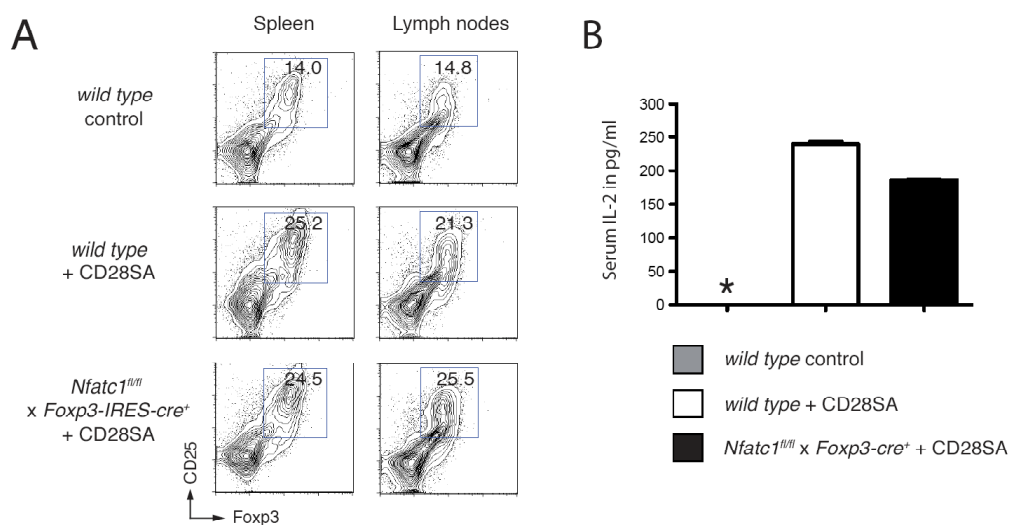 A
Spleen
Lymph nodes
wild type
control
14.0
14.8
wild type
+ CD28SA
25.2
21.3
Nfatc1fl/fl
x Foxp3-IRES-cre+
+ CD28SA
24.5
25.5
CD25
Foxp3
B
Serum IL-2 in pg/ml
300
250
200
150
100
50
0
*
wild type control
wild type + CD28SA
Nfatc1fl/fl x Foxp3-cre+ + CD28SA